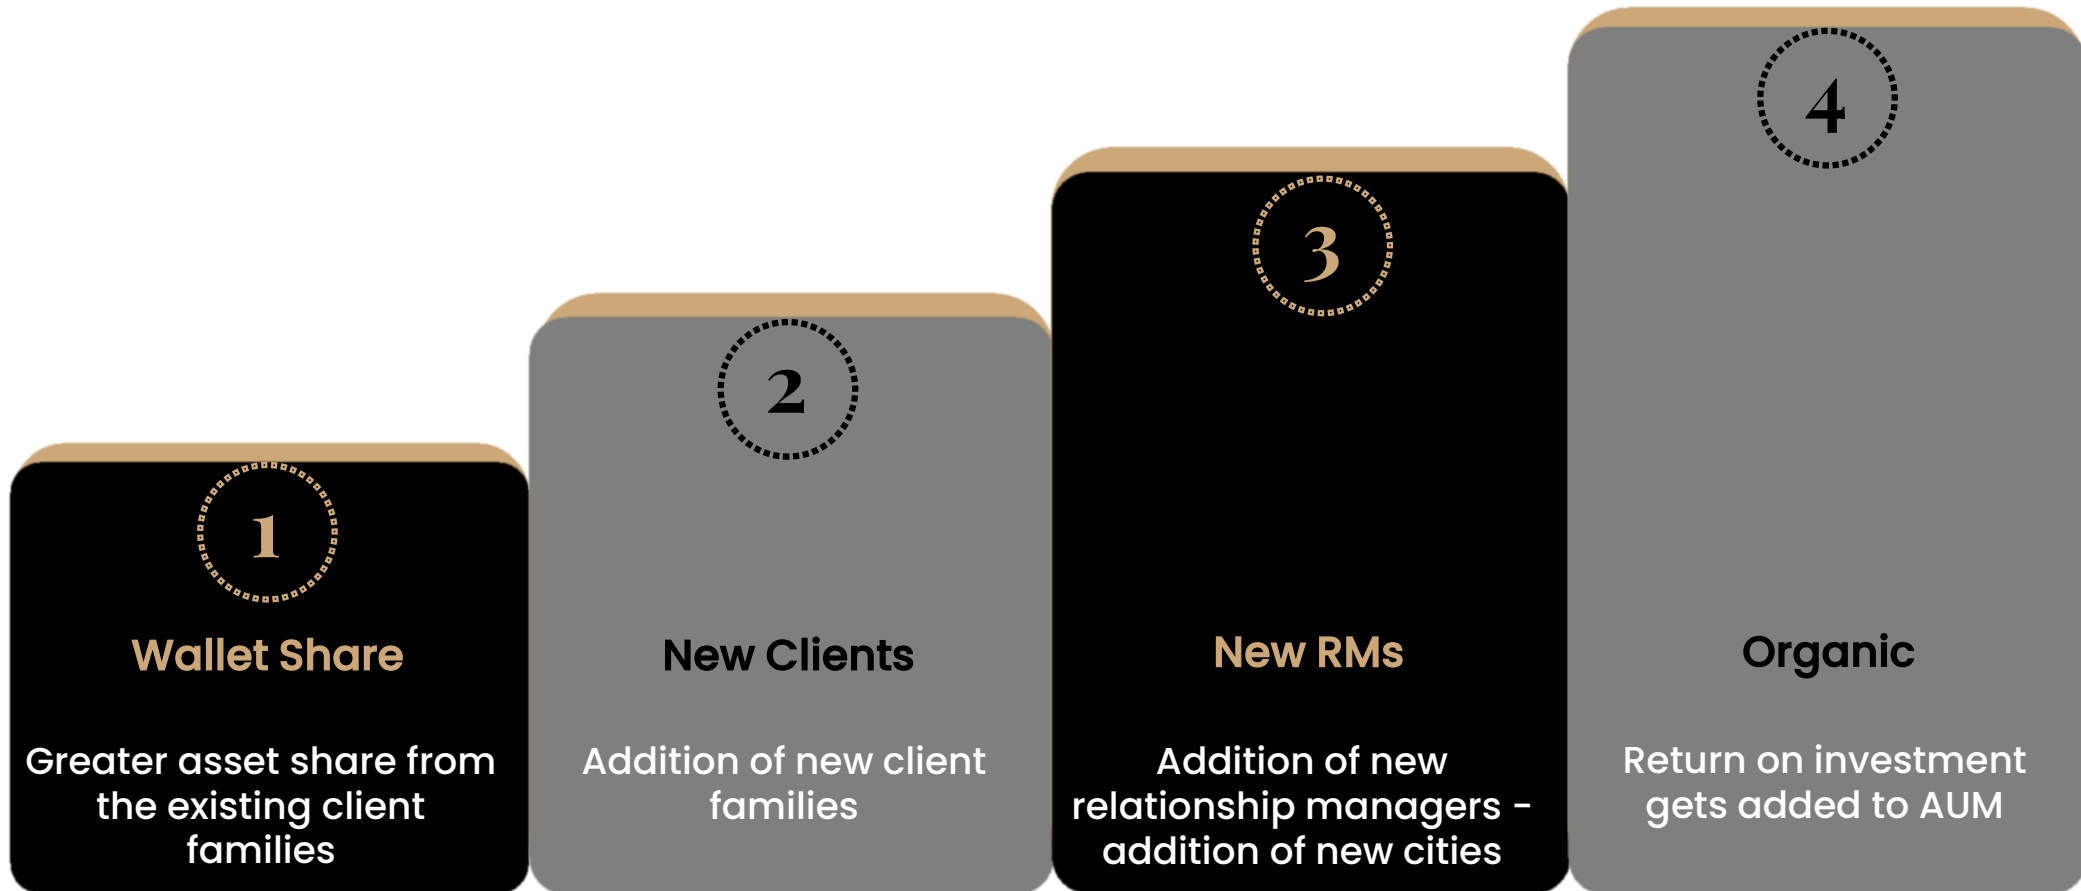 1
Wallet Share
Greater asset share from
the existing client
families
2
New Clients
Addition of new client
families
3
New RMs
Addition of new
relationship managers -
addition of new cities
4
Organic
Return on investment
gets added to AUM